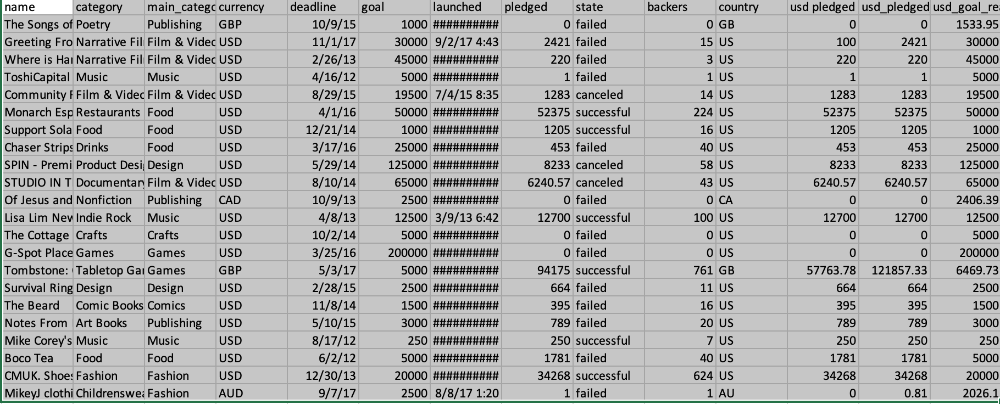 name category main_catego currency deadline goal launched pledged state backers country usd pledged usd_pledged usd_goal_re
The Songs of Poetry Publishing GBP 10/9/15 1000 ########## 0 failed 0 GB 0 0 1533.95
Greeting Fro Narrative Fil Film & Video USD 11/1/17 30000 9/2/17 4:43 2421 failed 15 US 100 2421 30000
Where is Han Narrative Fil Film & Video USD 2/26/13 45000 ########## 220 failed 3 US 220 220 45000
ToshiCapital Music Music USD 4/16/12 5000 ########## 1 failed 1 US 1 1 5000
Community F Film & Video Film & Video USD 8/29/15 19500 7/4/15 8:35 1283 canceled 14 US 1283 1283 19500
Monarch Esp Restaurants Food USD 4/1/16 50000 ########## 52375 successful 224 US 52375 52375 50000
Support Sola Food Food USD 12/21/14 1000 ########## 1205 successful 16 US 1205 1205 1000
Chaser Strips Drinks Food USD 3/17/16 25000 ########## 453 failed 40 US 453 453 25000
SPIN - Premi Product Desi Design USD 5/29/14 125000 ########## 8233 canceled 58 US 8233 8233 125000
STUDIO IN T Documentary Film & Video USD 8/10/14 65000 ########## 6240.57 canceled 43 US 6240.57 6240.57 65000
Of Jesus and Nonfiction Publishing CAD 10/9/13 2500 ########## 0 failed 0 CA 0 0 2406.39
Lisa Lim New Indie Rock Music USD 4/8/13 12500 3/9/13 6:42 12700 successful 100 US 12700 12700 12500
The Cottage Crafts Crafts USD 10/2/14 5000 ########## 0 failed 0 US 0 0 5000
G-Spot Place Games Games USD 3/25/16 200000 ########## 0 failed 0 US 0 0 200000
Tombstone: Tabletop Gar Games GBP 5/3/17 5000 ########## 94175 successful 761 GB 57763.78 121857.33 6469.73
Survival Ring Design Design USD 2/28/15 2500 ########## 664 failed 11 US 664 664 2500
The Beard Comic Books Comics USD 11/8/14 1500 ########## 395 failed 16 US 395 395 1500
Notes From Art Books Publishing USD 5/10/15 3000 ########## 789 failed 20 US 789 789 3000
Mike Corey's Music Music USD 8/17/12 250 ########## 250 successful 7 US 250 250 250
Boco Tea Food Food USD 6/2/12 5000 ########## 1781 failed 40 US 1781 1781 5000
CMUK. Shoes Fashion Fashion USD 12/30/13 20000 ########## 34268 successful 624 US 34268 34268 20000
MikeyJ clothi Childrenswea Fashion AUD 9/7/17 2500 8/8/17 1:20 1 failed 1 AU 0 0.81 2026.1